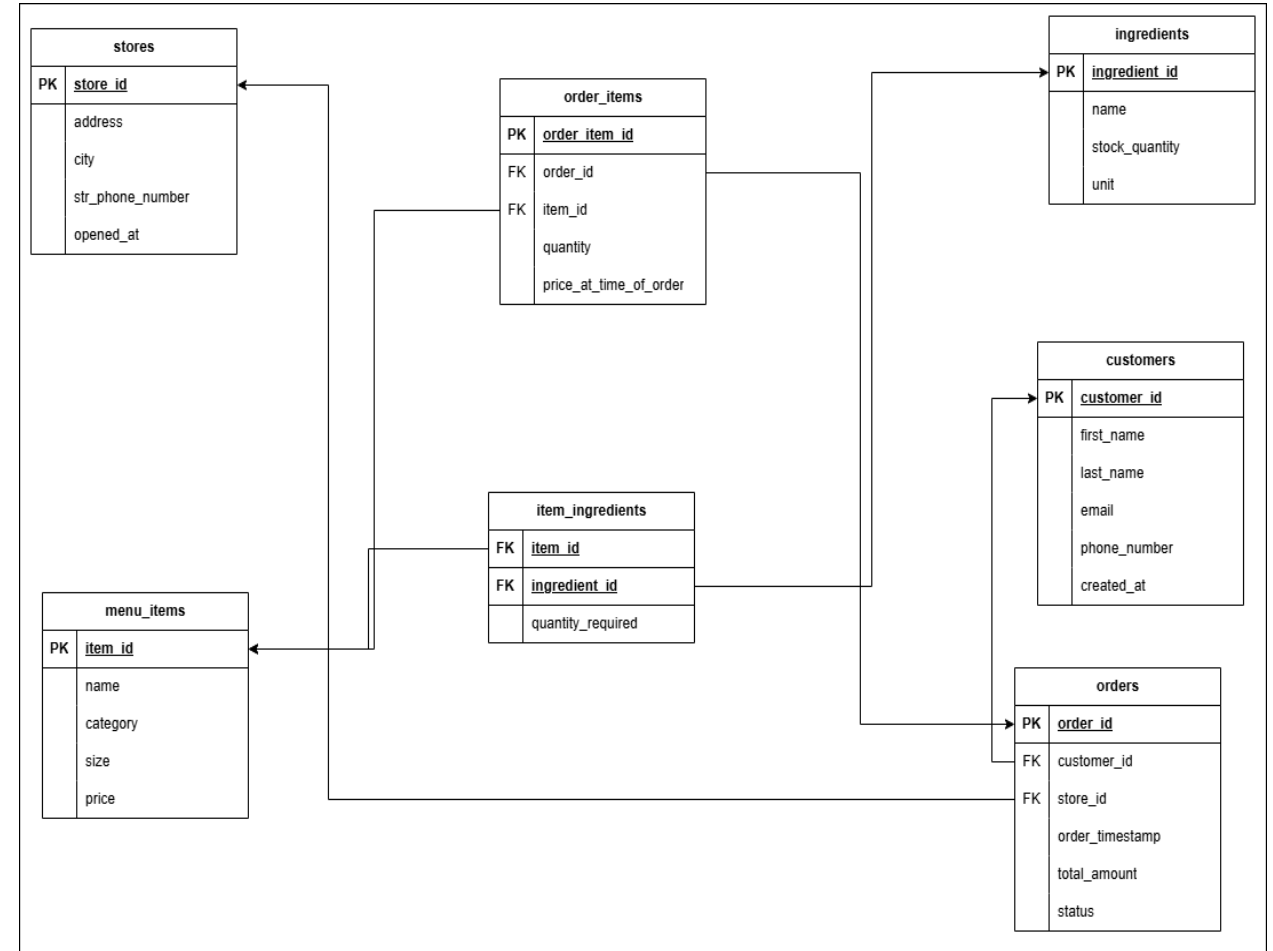 stores
PK store_id
address
city
str_phone_number
opened_at
order_items
PK order_item_id
FK order_id
FK item_id
quantity
price_at_time_of_order
ingredients
PK ingredient_id
name
stock_quantity
unit
customers
PK customer_id
first_name
last_name
email
phone_number
created_at
item_ingredients
FK item_id
FK ingredient_id
quantity_required
menu_items
PK item_id
name
category
size
price
orders
PK order_id
FK customer_id
FK store_id
order_timestamp
total_amount
status